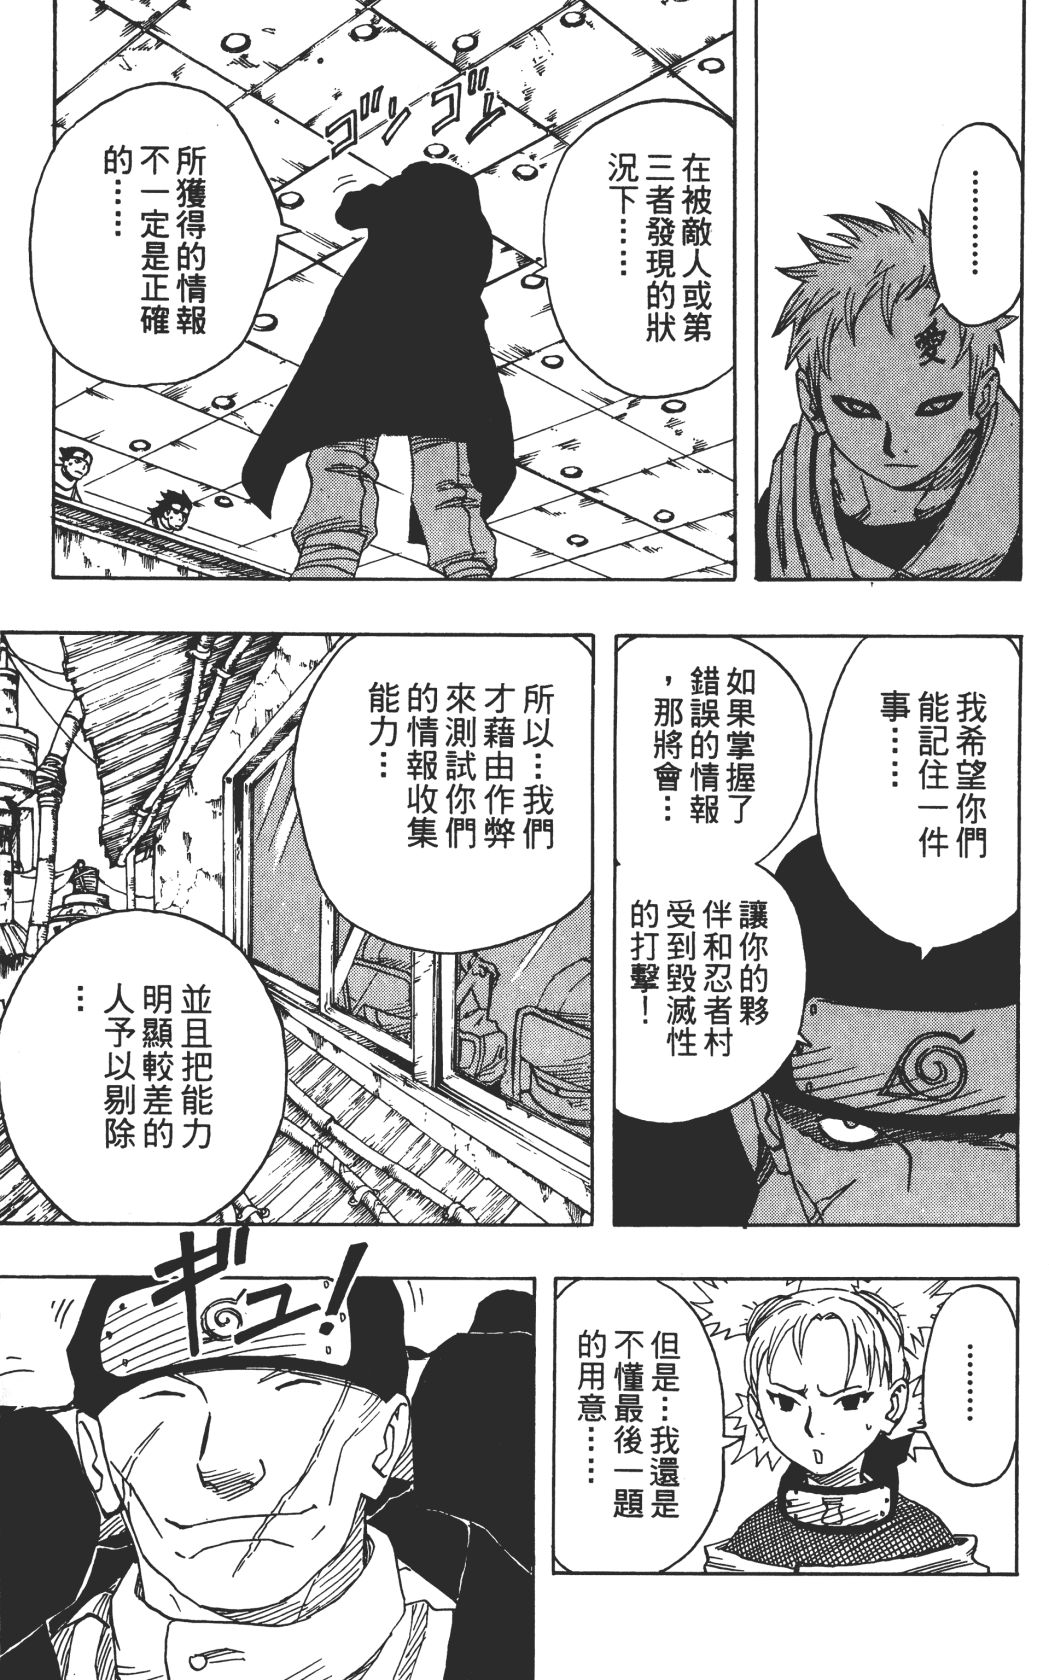 …………
愛
在被敵人或第
三者發現的狀
況下……
ゴゴ
所獲得的情報
不一定是正確
的……
我希望你們
能記住一件
事……
如果掌握了
錯誤的情報
，那將會…
讓你的夥
伴和忍者村
受到毀滅性
的打擊！
所以…我們
才藉由作弊
來測試你們
的情報收集
能力…
並且把能力
明顯較差的
人予以剔除
…
………
但是…我還是
不懂最後一題
的用意……
ギュ！